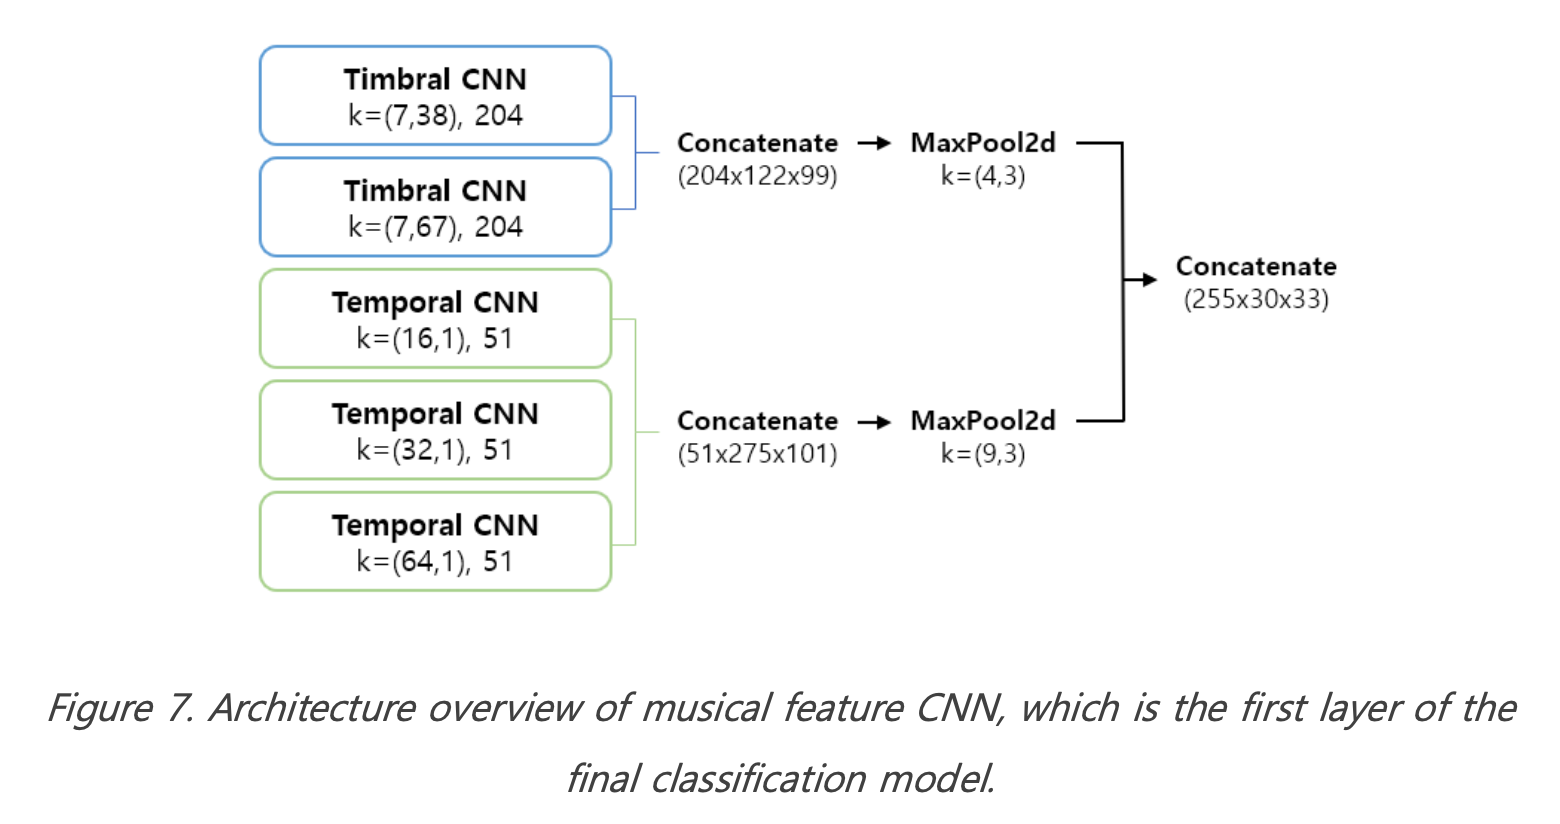 Timbral CNN
k=(7,38), 204
Timbral CNN
k=(7,67), 204
Temporal CNN
k=(16,1), 51
Temporal CNN
k=(32,1), 51
Temporal CNN
k=(64,1), 51
Concatenate
(204x122x99)
MaxPool2d
k=(4,3)
Concatenate
(51x275x101)
MaxPool2d
k=(9,3)
Concatenate
(255x30x33)
Figure 7. Architecture overview of musical feature CNN, which is the first layer of the
final classification model.